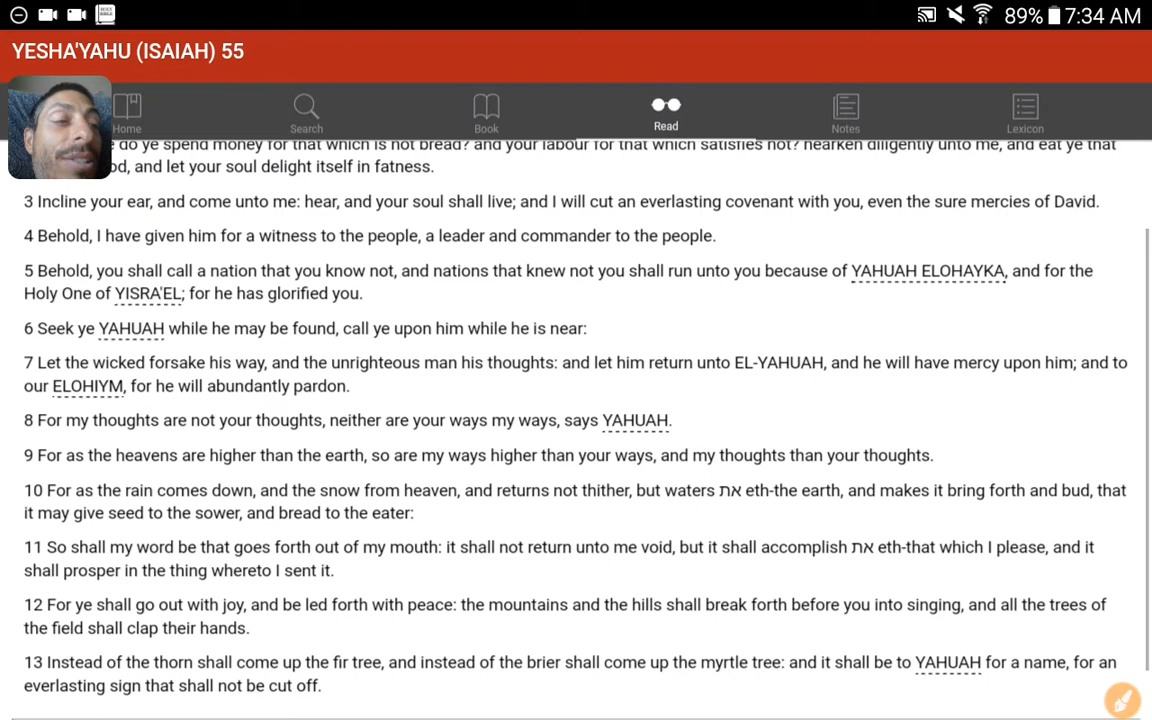 89% 7:34 AM
YESHA'YAHU (ISAIAH) 55
Home Search Book Read Notes Lexicon
do ye spend money for that which is not bread? and your labour for that which satisfies not? hearken diligently unto me, and eat ye that
and let your soul delight itself in fatness.
3 Incline your ear, and come unto me: hear, and your soul shall live; and I will cut an everlasting covenant with you, even the sure mercies of David.
4 Behold, I have given him for a witness to the people, a leader and commander to the people.
5 Behold, you shall call a nation that you know not, and nations that knew not you shall run unto you because of YAHUAH ELOHAYKA, and for the
Holy One of YISRA'EL; for he has glorified you.
6 Seek ye YAHUAH while he may be found, call ye upon him while he is near:
7 Let the wicked forsake his way, and the unrighteous man his thoughts: and let him return unto EL-YAHUAH, and he will have mercy upon him; and to
our ELOHIYM, for he will abundantly pardon.
8 For my thoughts are not your thoughts, neither are your ways my ways, says YAHUAH.
9 For as the heavens are higher than the earth, so are my ways higher than your ways, and my thoughts than your thoughts.
10 For as the rain comes down, and the snow from heaven, and returns not thither, but waters את eth-the earth, and makes it bring forth and bud, that
it may give seed to the sower, and bread to the eater:
11 So shall my word be that goes forth out of my mouth: it shall not return unto me void, but it shall accomplish את eth-that which I please, and it
shall prosper in the thing whereto I sent it.
12 For ye shall go out with joy, and be led forth with peace: the mountains and the hills shall break forth before you into singing, and all the trees of
the field shall clap their hands.
13 Instead of the thorn shall come up the fir tree, and instead of the brier shall come up the myrtle tree: and it shall be to YAHUAH for a name, for an
everlasting sign that shall not be cut off.